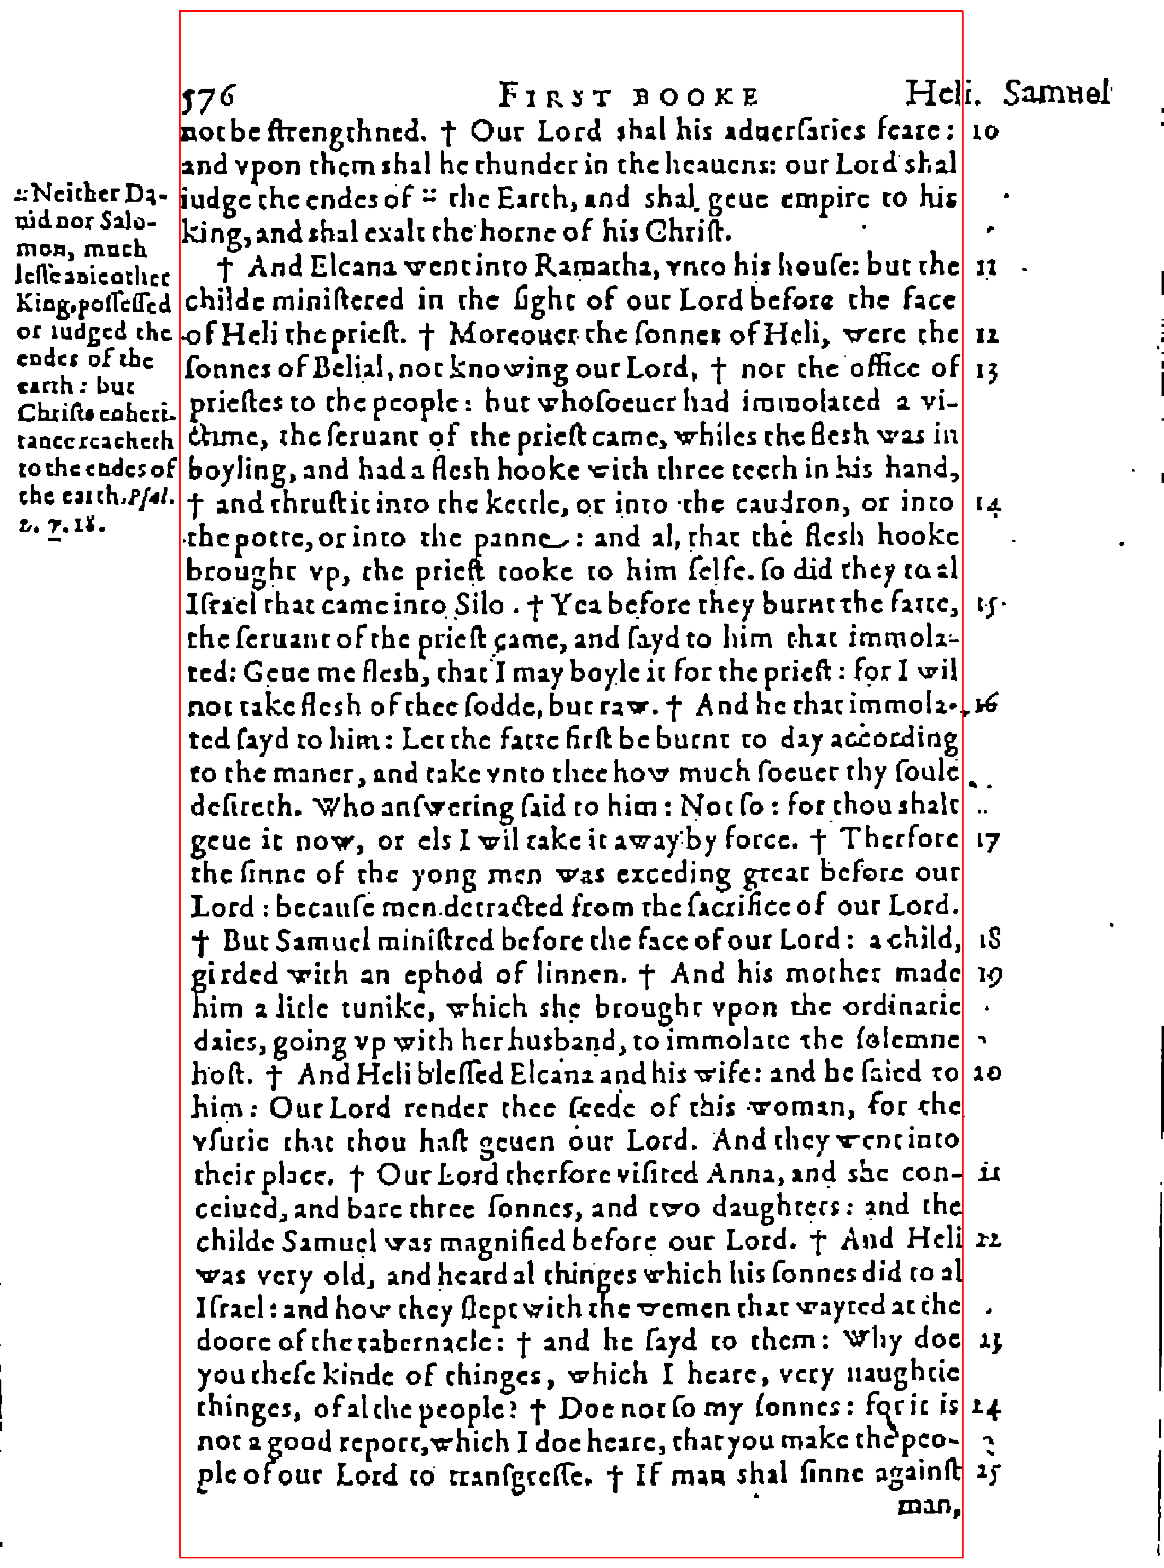 576 FIRST BOOKE Heli. Samuel
not be ſtrengthned. † Our Lord shal his aduerſaries feare: 10
and vpon them shal he thunder in the heauens: our Lord shal
iudge the endes of :: the Earth, and shal geue empire to his
king, and shal exalt the horne of his Chriſt.
† And Elcana went into Ramatha, vnto his houſe: but the 11
childe miniſtered in the ſight of our Lord before the face
of Heli the prieſt. † Moreouer the ſonnes of Heli, were the 12
ſonnes of Belial, not knowing our Lord, † nor the office of 13
prieſtes to the people: but whoſoeuer had immolated a vi-
ctime, the ſeruant of the prieſt came, whiles the flesh was in
boyling, and had a flesh hooke with three teeth in his hand,
† and thruſt it into the kettle, or into the caudron, or into 14
the potte, or into the panne: and al, that the flesh hooke
brought vp, the prieſt tooke to him ſelfe. ſo did they to al
Iſrael that came into Silo. † Yea before they burnt the fatte, 15
the ſeruant of the prieſt came, and ſayd to him that immola-
ted: Geue me flesh, that I may boyle it for the prieſt: for I wil
not take flesh of thee ſodde, but raw. † And he that immola- 16
ted ſayd to him: Let the fatte firſt be burnt to day according
to the maner, and take vnto thee how much ſoeuer thy ſoule
deſireth. Who anſwering ſaid to him: Not ſo: for thou shalt
geue it now, or els I wil take it away by force. † Therfore 17
the ſinne of the yong men was exceding great before our
Lord: becauſe men detracted from the ſacrifice of our Lord.
† But Samuel miniſtred before the face of our Lord: a child, 18
girded with an ephod of linnen. † And his mother made 19
him a litle tunike, which she brought vpon the ordinarie
daies, going vp with her husband, to immolate the ſolemne
hoſt. † And Heli bleſſed Elcana and his wife: and he ſaied to 20
him: Our Lord render thee ſeede of this woman, for the
vſurie that thou haſt geuen our Lord. And they went into
their place. † Our Lord therfore viſited Anna, and she con- 21
ceiued, and bare three ſonnes, and two daughters: and the
childe Samuel was magnified before our Lord. † And Heli 22
was very old, and heard al thinges which his ſonnes did to al
Iſrael: and how they ſlept with the wemen that wayted at the
doore of the tabernacle: † and he ſayd to them: Why doe 23
you theſe kinde of thinges, which I heare, very naughtie
thinges, of al the people? † Doe not ſo my ſonnes: for it is 24
not a good report, which I doe heare, that you make the peo-
ple of our Lord to tranſgreſſe. † If man shal ſinne againſt 25
man,
:: Neither Da-
uid nor Salo-
mon, much
leſſe anie other
King, poſſeſſed
or iudged the
endes of the
earth: but
Chriſts enheri-
tance reacheth
to the endes of
the earth. Pſal.
2. v. 18.